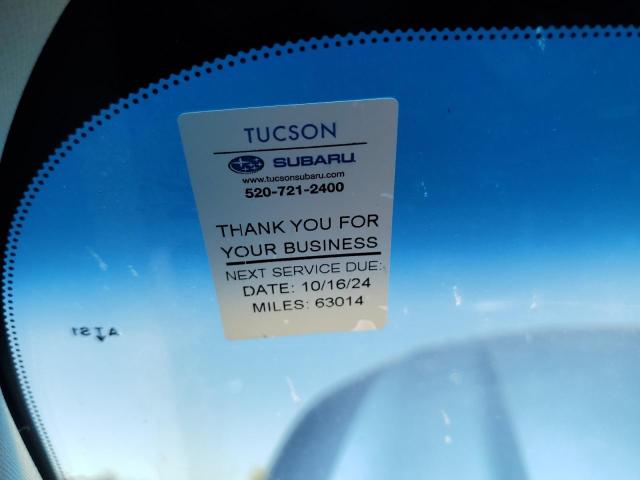 TUCSON
SUBARU
www.tucsonsubaru.com
520-721-2400
THANK YOU FOR
YOUR BUSINESS
NEXT SERVICE DUE:
DATE: 10/16/24
MILES: 63014
AS1